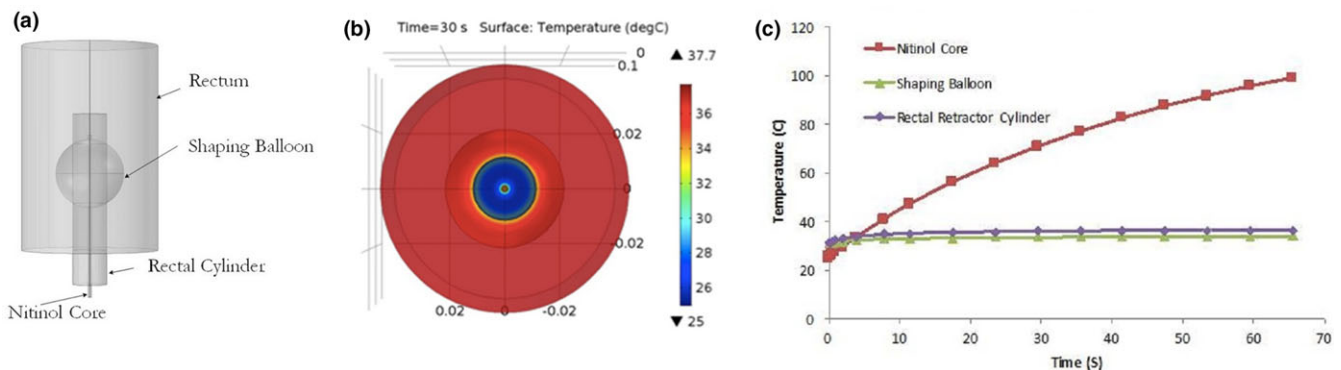 (a)
Rectum
Shaping Balloon
Rectal Cylinder
Nitinol Core
(b)
Time=30 s Surface: Temperature (degC)
0
0.1
0.02
0
-0.02
0.02 0 -0.02
▲ 37.7
36
34
32
30
28
26
▼ 25
(c)
Nitinol Core
Shaping Balloon
Rectal Retractor Cylinder
Temperature (C)
120
100
80
60
40
20
0
0 10 20 30 40 50 60 70
Time (S)